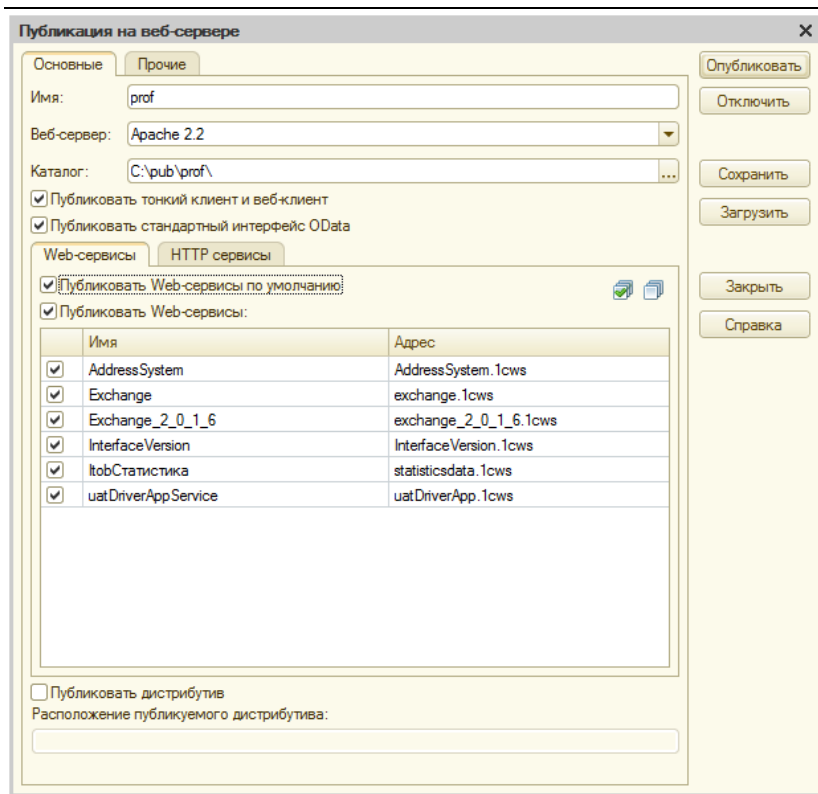 Публикация на веб-сервере
Основные Прочие
Опубликовать
Имя: prof
Отключить
Веб-сервер: Apache 2.2
Каталог: C:\pub\prof\ ...
Сохранить
Публиковать тонкий клиент и веб-клиент
Загрузить
Публиковать стандартный интерфейс OData
Web-сервисы HTTP сервисы
Публиковать Web-сервисы по умолчанию
Закрыть
Публиковать Web-сервисы:
Справка
Имя Адрес
AddressSystem AddressSystem.1cws
Exchange exchange.1cws
Exchange_2_0_1_6 exchange_2_0_1_6.1cws
InterfaceVersion InterfaceVersion.1cws
ItobСтатистика statisticsdata.1cws
uatDriverAppService uatDriverApp.1cws
Публиковать дистрибутив
Расположение публикуемого дистрибутива: